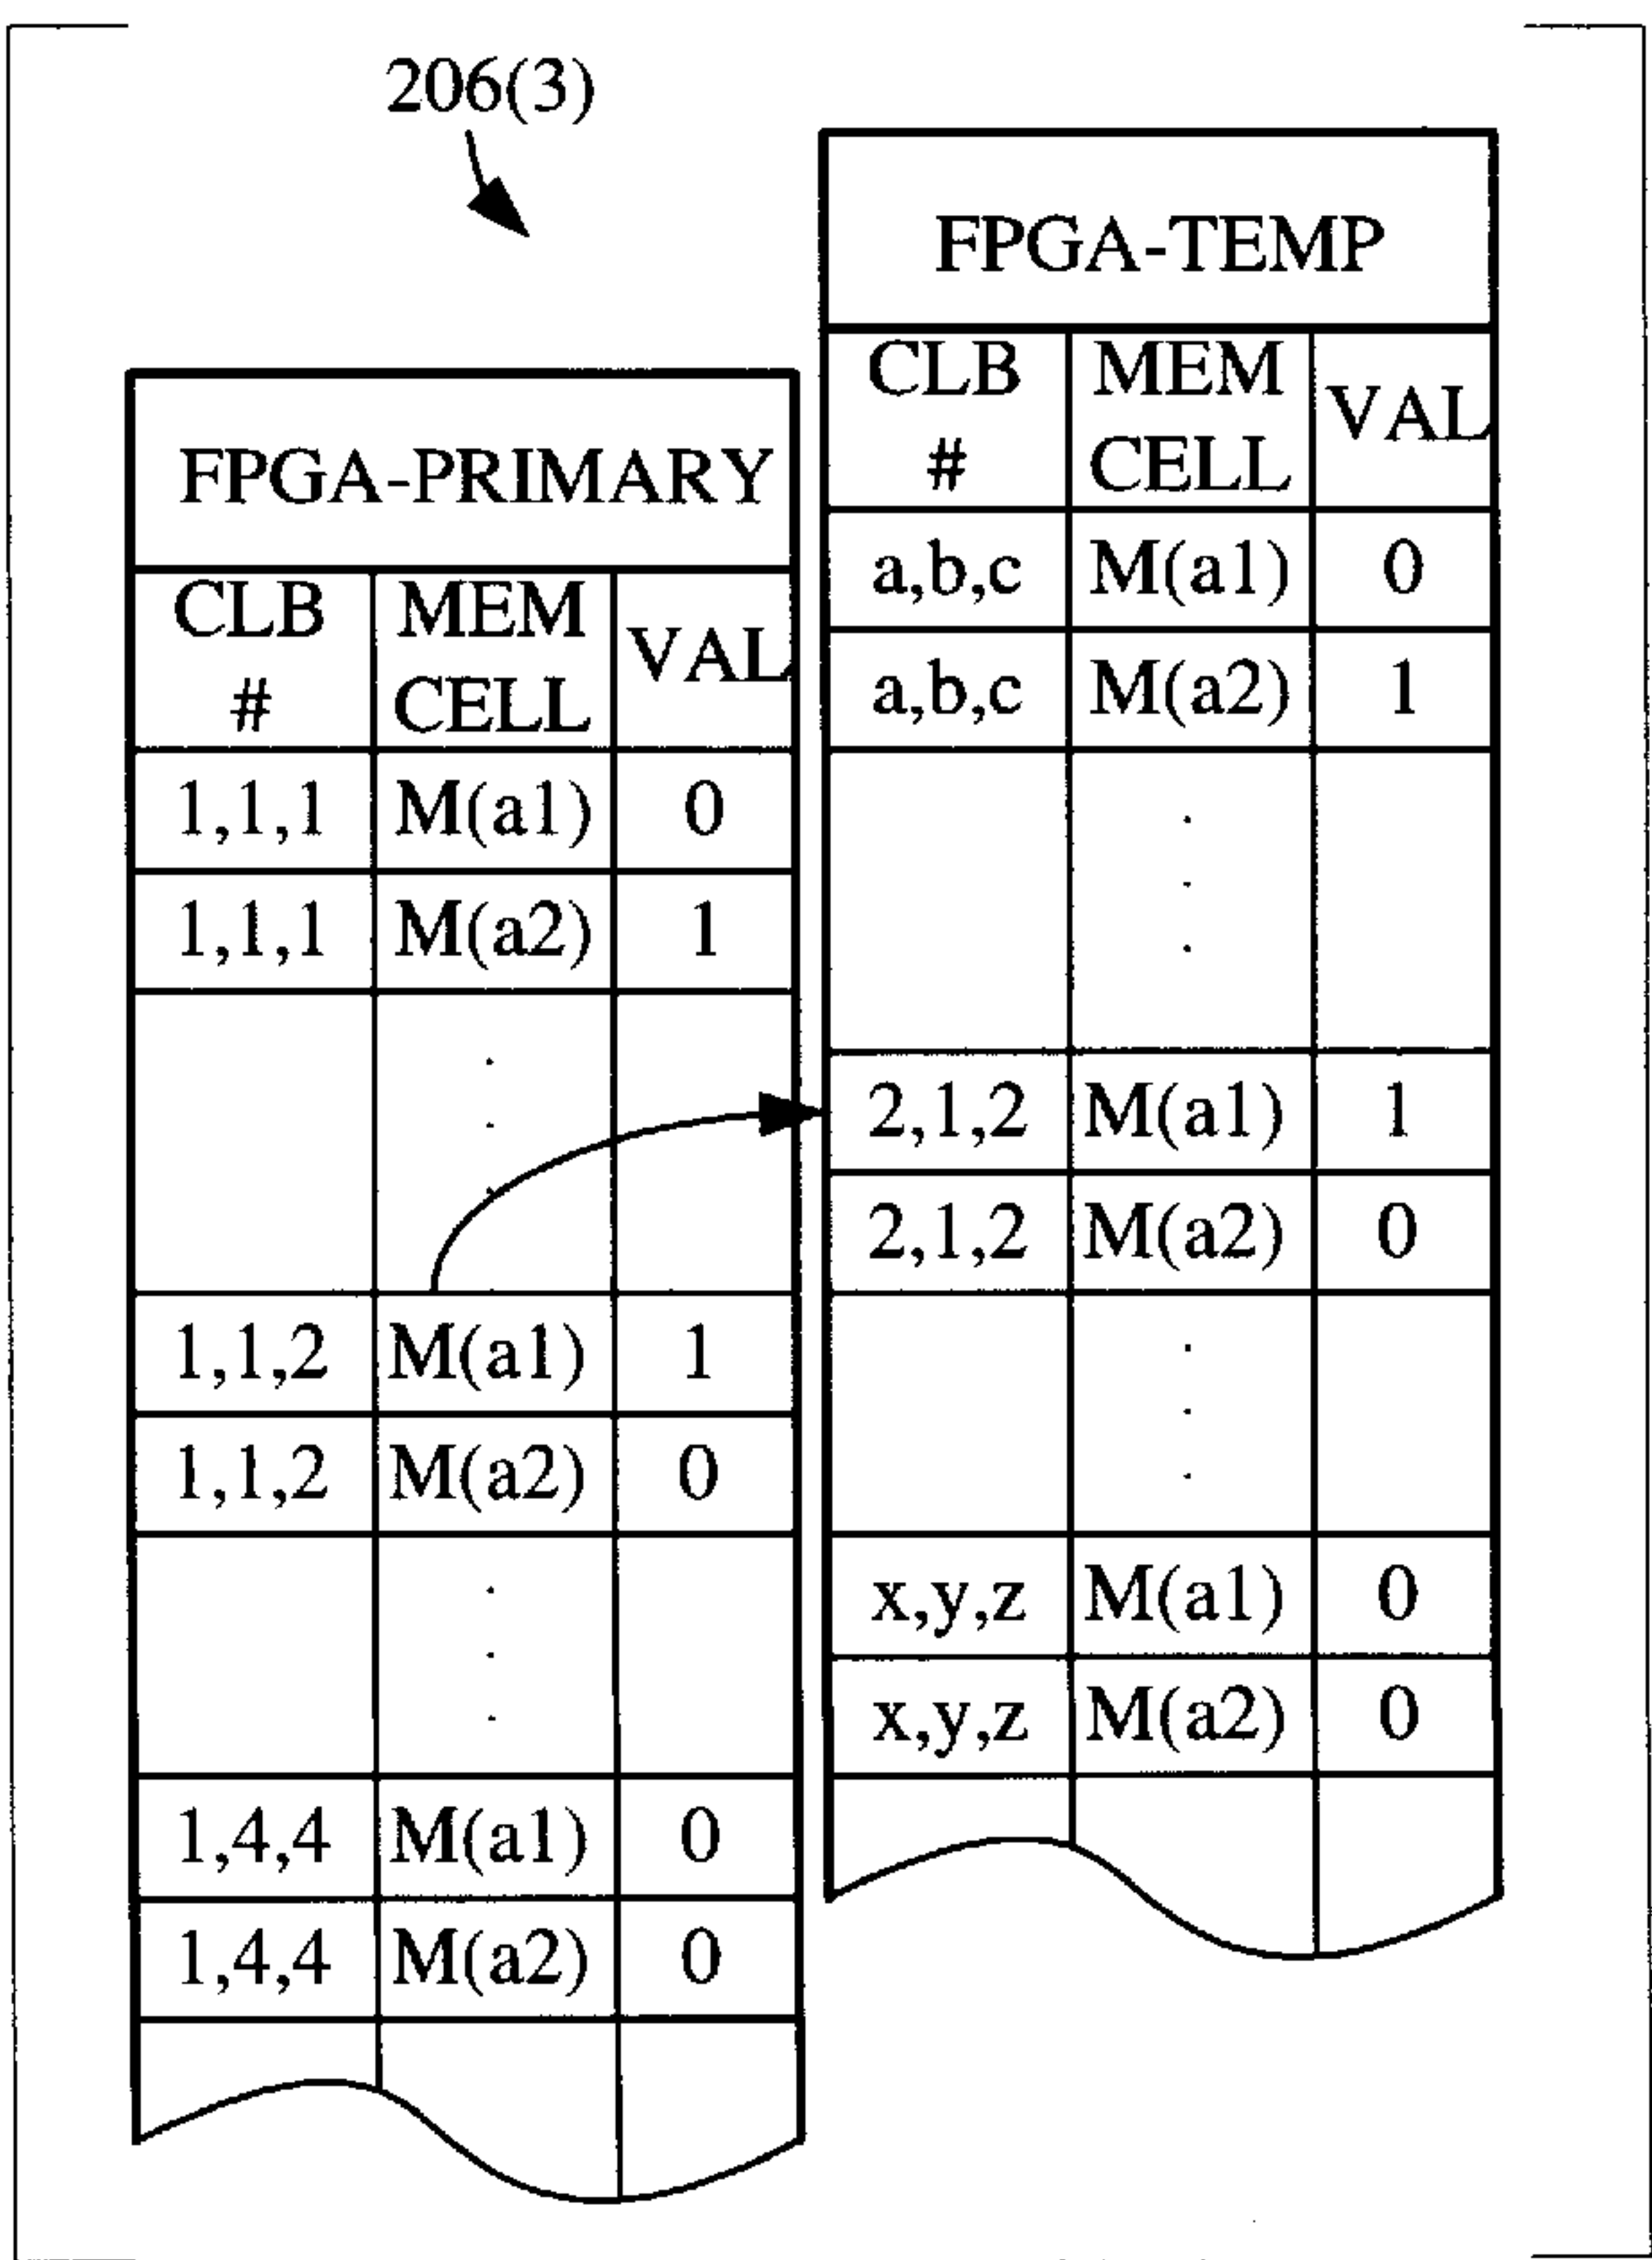 206(3)
FPGA-PRIMARY
CLB # MEM CELL VAL
1,1,1 M(a1) 0
1,1,1 M(a2) 1
1,1,2 M(a1) 1
1,1,2 M(a2) 0
1,4,4 M(a1) 0
1,4,4 M(a2) 0
FPGA-TEMP
CLB # MEM CELL VAL
a,b,c M(a1) 0
a,b,c M(a2) 1
2,1,2 M(a1) 1
2,1,2 M(a2) 0
x,y,z M(a1) 0
x,y,z M(a2) 0